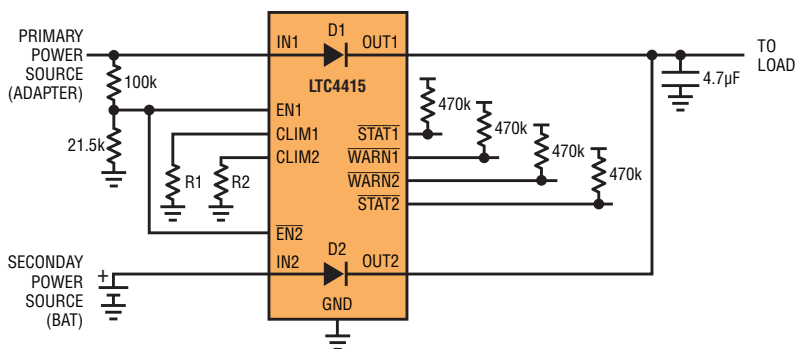 PRIMARY
POWER
SOURCE
(ADAPTER)
100k
21.5k
IN1
D1
OUT1
LTC4415
EN1
CLIM1
CLIM2
R1
R2
STAT1
WARN1
WARN2
STAT2
470k
470k
470k
470k
4.7µF
TO
LOAD
EN2
SECONDAY
POWER
SOURCE
(BAT)
+
IN2
D2
OUT2
GND